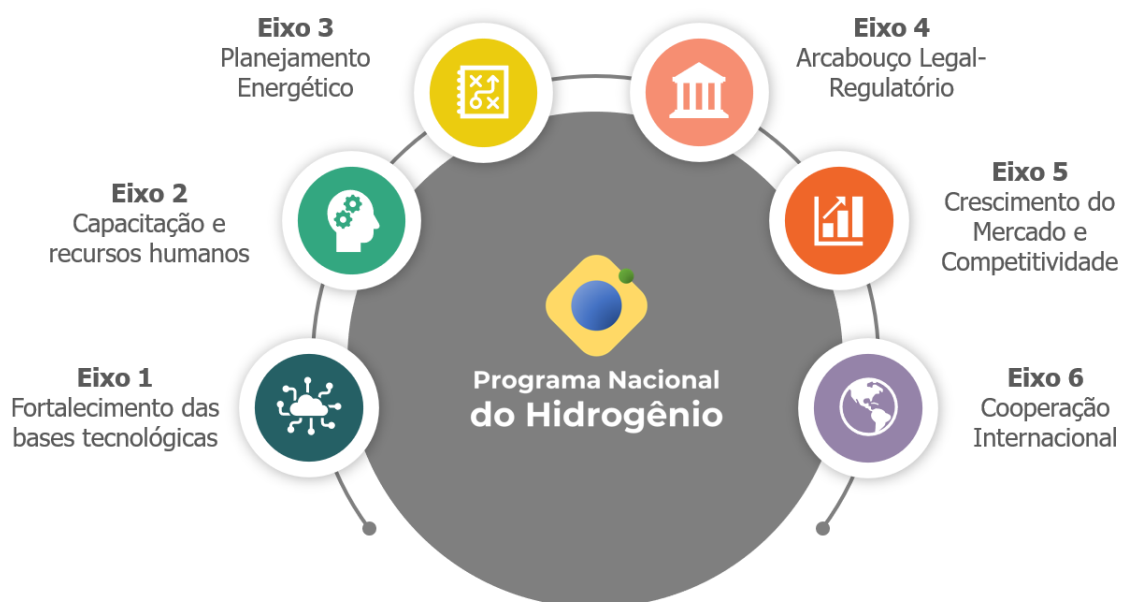 Eixo 1
Fortalecimento das
bases tecnológicas
Eixo 2
Capacitação e
recursos humanos
Eixo 3
Planejamento
Energético
Eixo 4
Arcabouço Legal-
Regulatório
Eixo 5
Crescimento do
Mercado e
Competitividade
Eixo 6
Cooperação
Internacional
Programa Nacional
do Hidrogênio